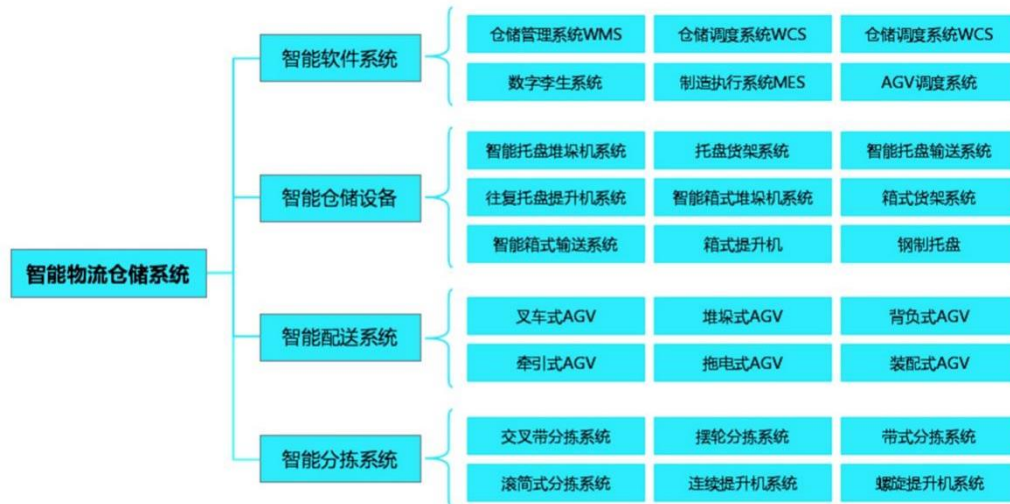 智能物流仓储系统
智能软件系统
仓储管理系统WMS 仓储调度系统WCS 仓储调度系统WCS
数字李生系统 制造执行系统MES AGV调度系统
智能仓储设备
智能托盘堆垛机系统 托盘货架系统 智能托盘输送系统
往复托盘提升机系统 智能箱式堆垛机系统 箱式货架系统
智能箱式输送系统 箱式提升机 钢制托盘
智能配送系统
叉车式AGV 堆垛式AGV 背负式AGV
牵引式AGV 拖电式AGV 装配式AGV
智能分拣系统
交叉带分拣系统 摆轮分拣系统 带式分拣系统
滚筒式分拣系统 连续提升机系统 螺旋提升机系统